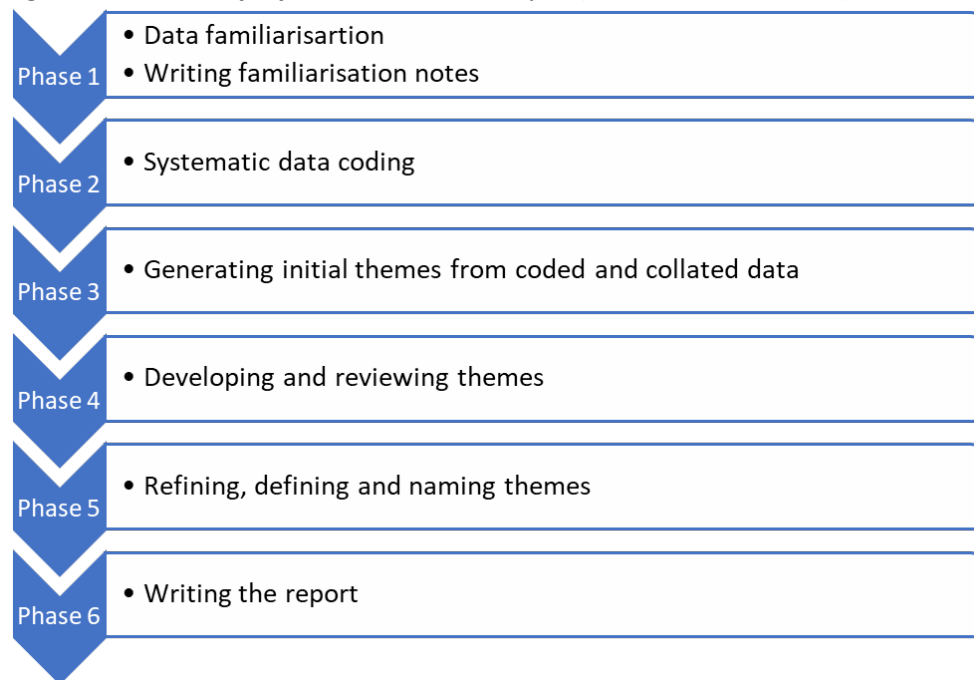 Phase 1
• Data familiarisartion
• Writing familiarisation notes
Phase 2
• Systematic data coding
Phase 3
• Generating initial themes from coded and collated data
Phase 4
• Developing and reviewing themes
Phase 5
• Refining, defining and naming themes
Phase 6
• Writing the report